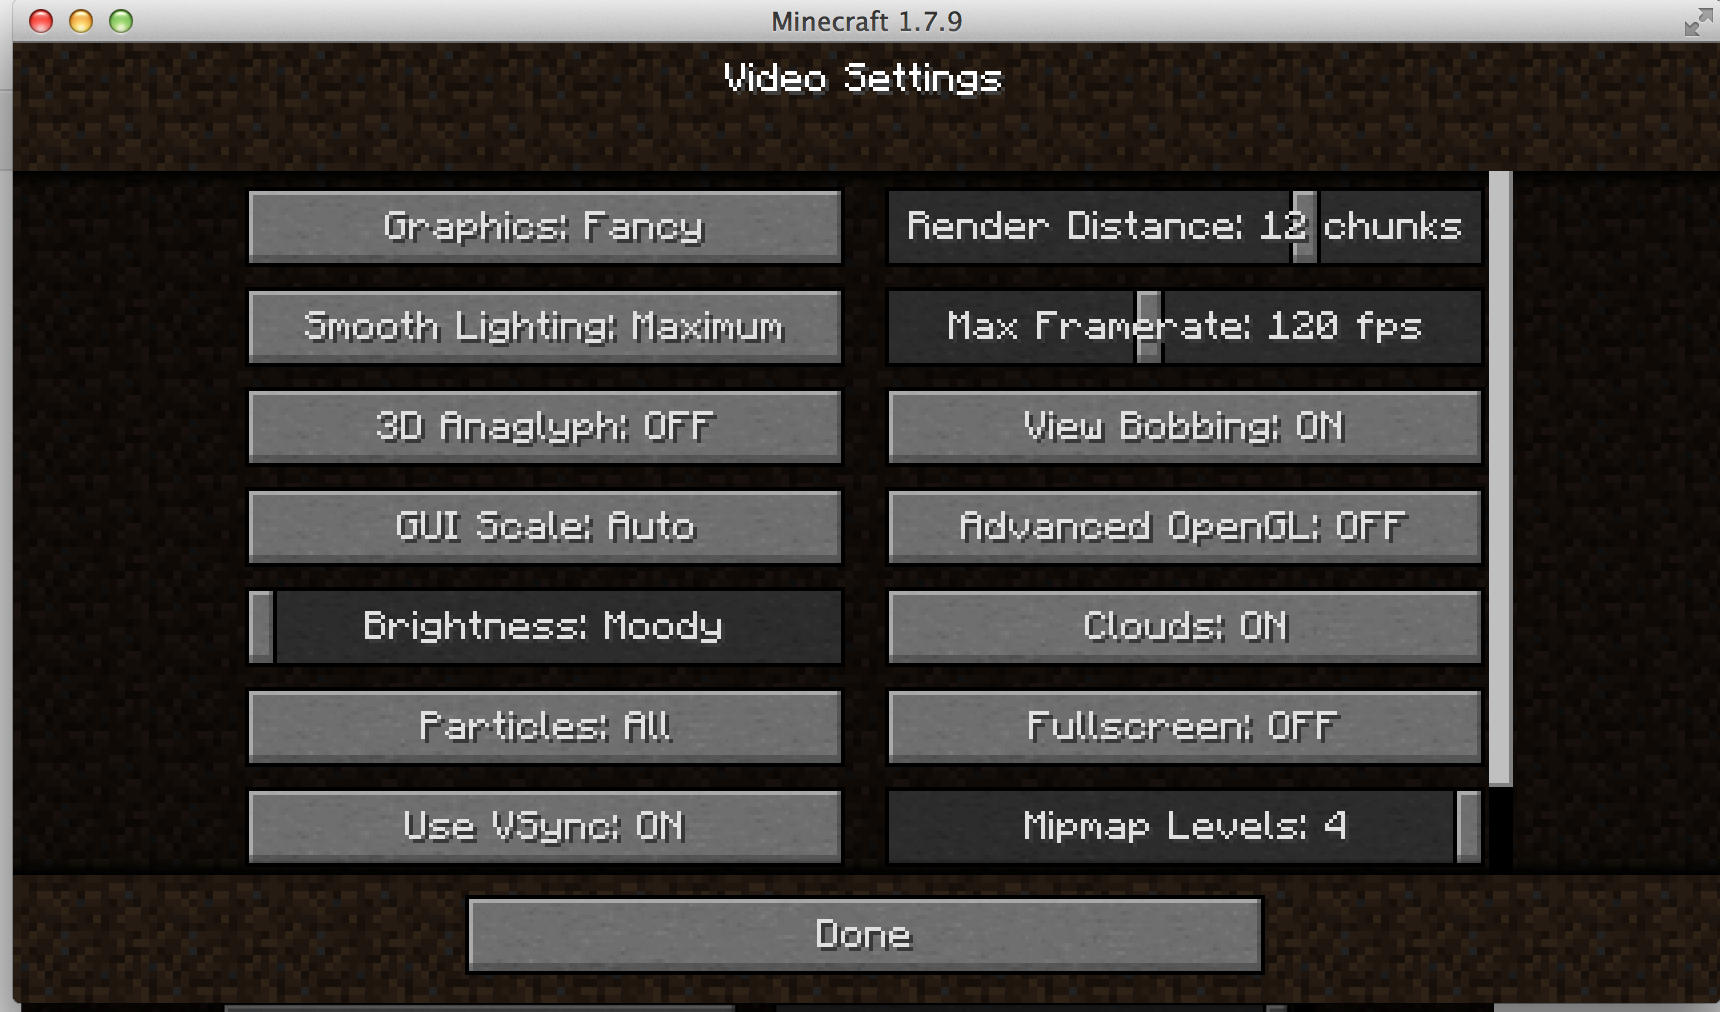 Minecraft 1.7.9
Video Settings
Graphics: Fancy
Render Distance: 12 chunks
Smooth Lighting: Maximum
Max Framerate: 120 fps
3D Anaglyph: OFF
View Bobbing: ON
GUI Scale: Auto
Advanced OpenGL: OFF
Brightness: Moody
Clouds: ON
Particles: All
Fullscreen: OFF
Use VSync: ON
Mipmap Levels: 4
Done